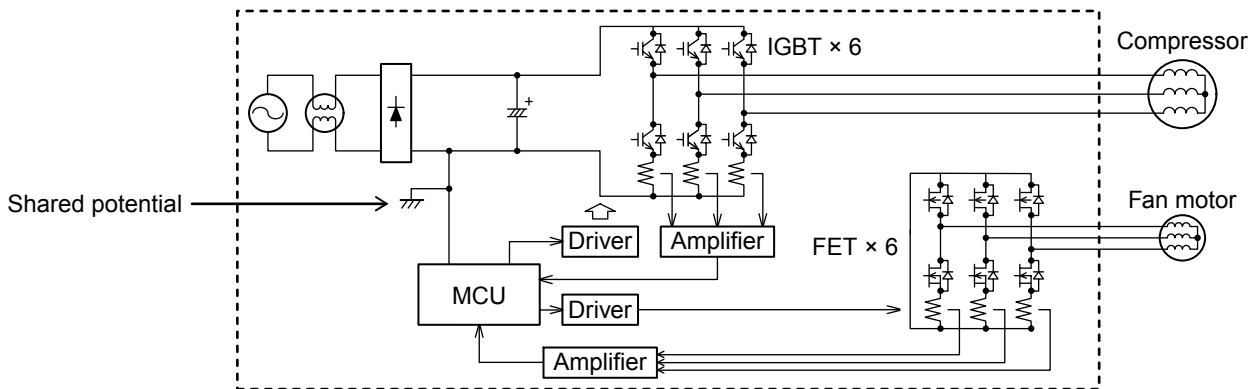 IGBT × 6
Compressor
Shared potential
Fan motor
Driver
Amplifier
FET × 6
MCU
Driver
Amplifier